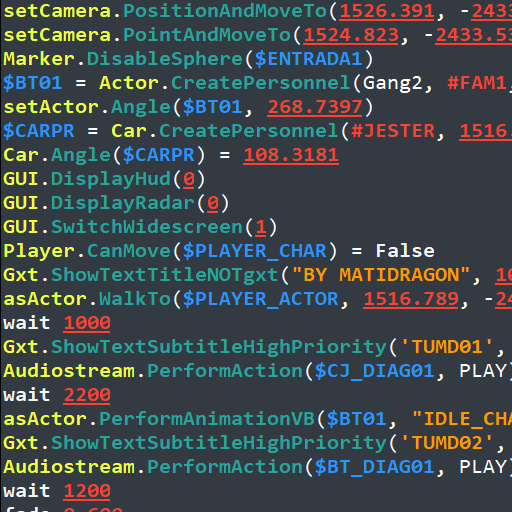 setCamera.PositionAndMoveTo(1526.391, -2433
setCamera.PointAndMoveTo(1524.823, -2433.53
Marker.DisableSphere($ENTRADA1)
$BT01 = Actor.CreatePersonnel(Gang2, #FAM1,
setActor.Angle($BT01, 268.7397)
$CARPR = Car.CreatePersonnel(#JESTER, 1516.
Car.Angle($CARPR) = 108.3181
GUI.DisplayHud(0)
GUI.DisplayRadar(0)
GUI.SwitchWidescreen(1)
Player.CanMove($PLAYER_CHAR) = False
Gxt.ShowTextTitleNOTgxt("BY MATIDRAGON", 10
asActor.WalkTo($PLAYER_ACTOR, 1516.789, -24
wait 1000
Gxt.ShowTextSubtitleHighPriority('TUMD01',
Audiostream.PerformAction($CJ_DIAG01, PLAY)
wait 2200
asActor.PerformAnimationVB($BT01, "IDLE_CHA
Gxt.ShowTextSubtitleHighPriority('TUMD02',
Audiostream.PerformAction($BT_DIAG01, PLAY)
wait 1200